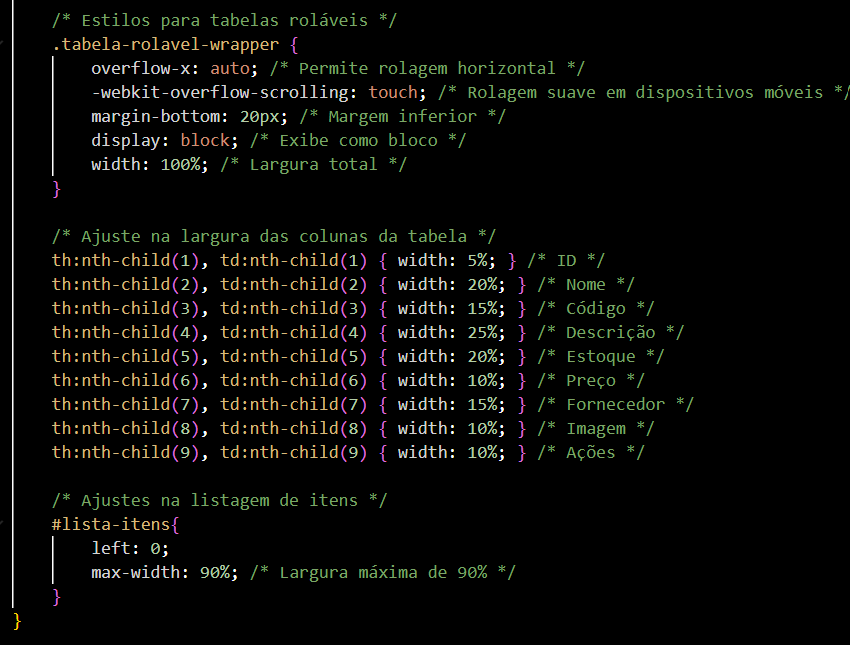 /* Estilos para tabelas roláveis */
.tabela-rolavel-wrapper {
overflow-x: auto; /* Permite rolagem horizontal */
-webkit-overflow-scrolling: touch; /* Rolagem suave em dispositivos móveis */
margin-bottom: 20px; /* Margem inferior */
display: block; /* Exibe como bloco */
width: 100%; /* Largura total */
}
/* Ajuste na largura das colunas da tabela */
th:nth-child(1), td:nth-child(1) { width: 5%; } /* ID */
th:nth-child(2), td:nth-child(2) { width: 20%; } /* Nome */
th:nth-child(3), td:nth-child(3) { width: 15%; } /* Código */
th:nth-child(4), td:nth-child(4) { width: 25%; } /* Descrição */
th:nth-child(5), td:nth-child(5) { width: 20%; } /* Estoque */
th:nth-child(6), td:nth-child(6) { width: 10%; } /* Preço */
th:nth-child(7), td:nth-child(7) { width: 15%; } /* Fornecedor */
th:nth-child(8), td:nth-child(8) { width: 10%; } /* Imagem */
th:nth-child(9), td:nth-child(9) { width: 10%; } /* Ações */
/* Ajustes na listagem de itens */
#lista-itens{
left: 0;
max-width: 90%; /* Largura máxima de 90% */
}
}